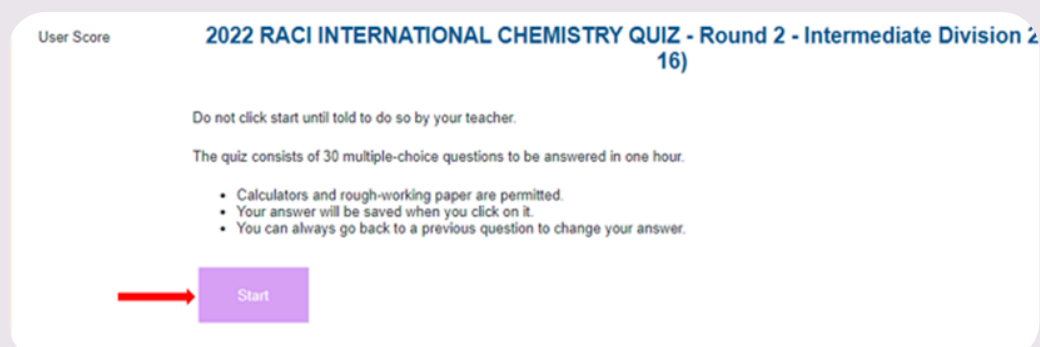 User Score
2022 RACI INTERNATIONAL CHEMISTRY QUIZ - Round 2 - Intermediate Division
16)
Do not click start until told to do so by your teacher.
The quiz consists of 30 multiple-choice questions to be answered in one hour.
• Calculators and rough-working paper are permitted.
• Your answer will be saved when you click on it.
• You can always go back to a previous question to change your answer.
Start